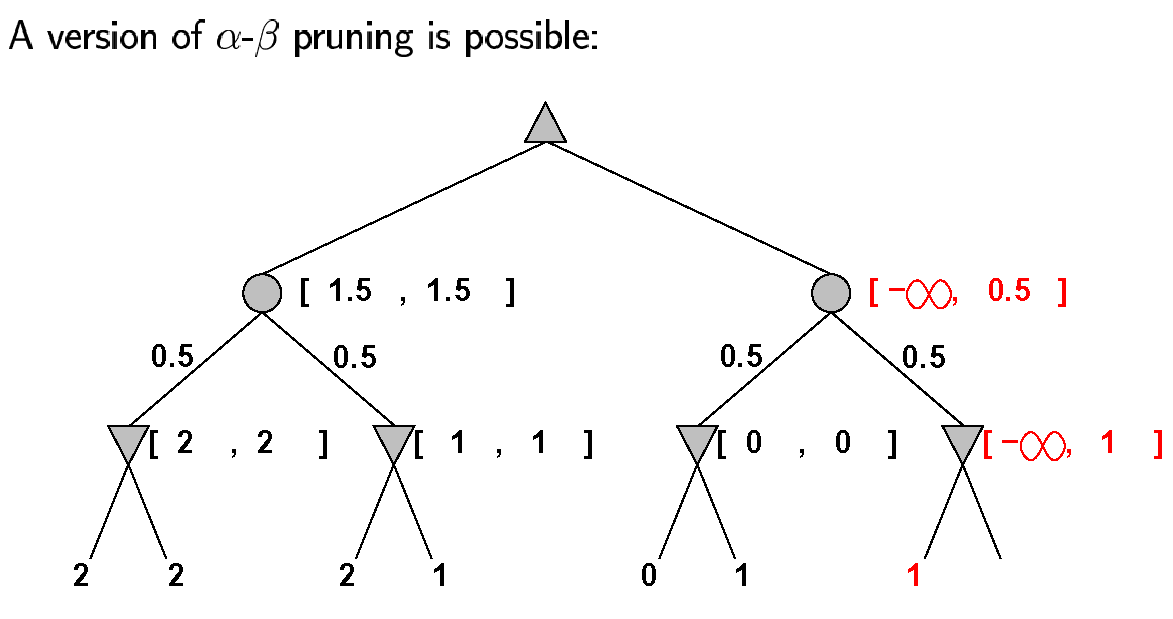 A version of α-β pruning is possible:
[ 1.5 , 1.5 ] [ -∞, 0.5 ]
0.5 0.5 0.5 0.5
[ 2 , 2 ] [ 1 , 1 ] [ 0 , 0 ] [ -∞, 1 ]
2 2 2 1 0 1 1